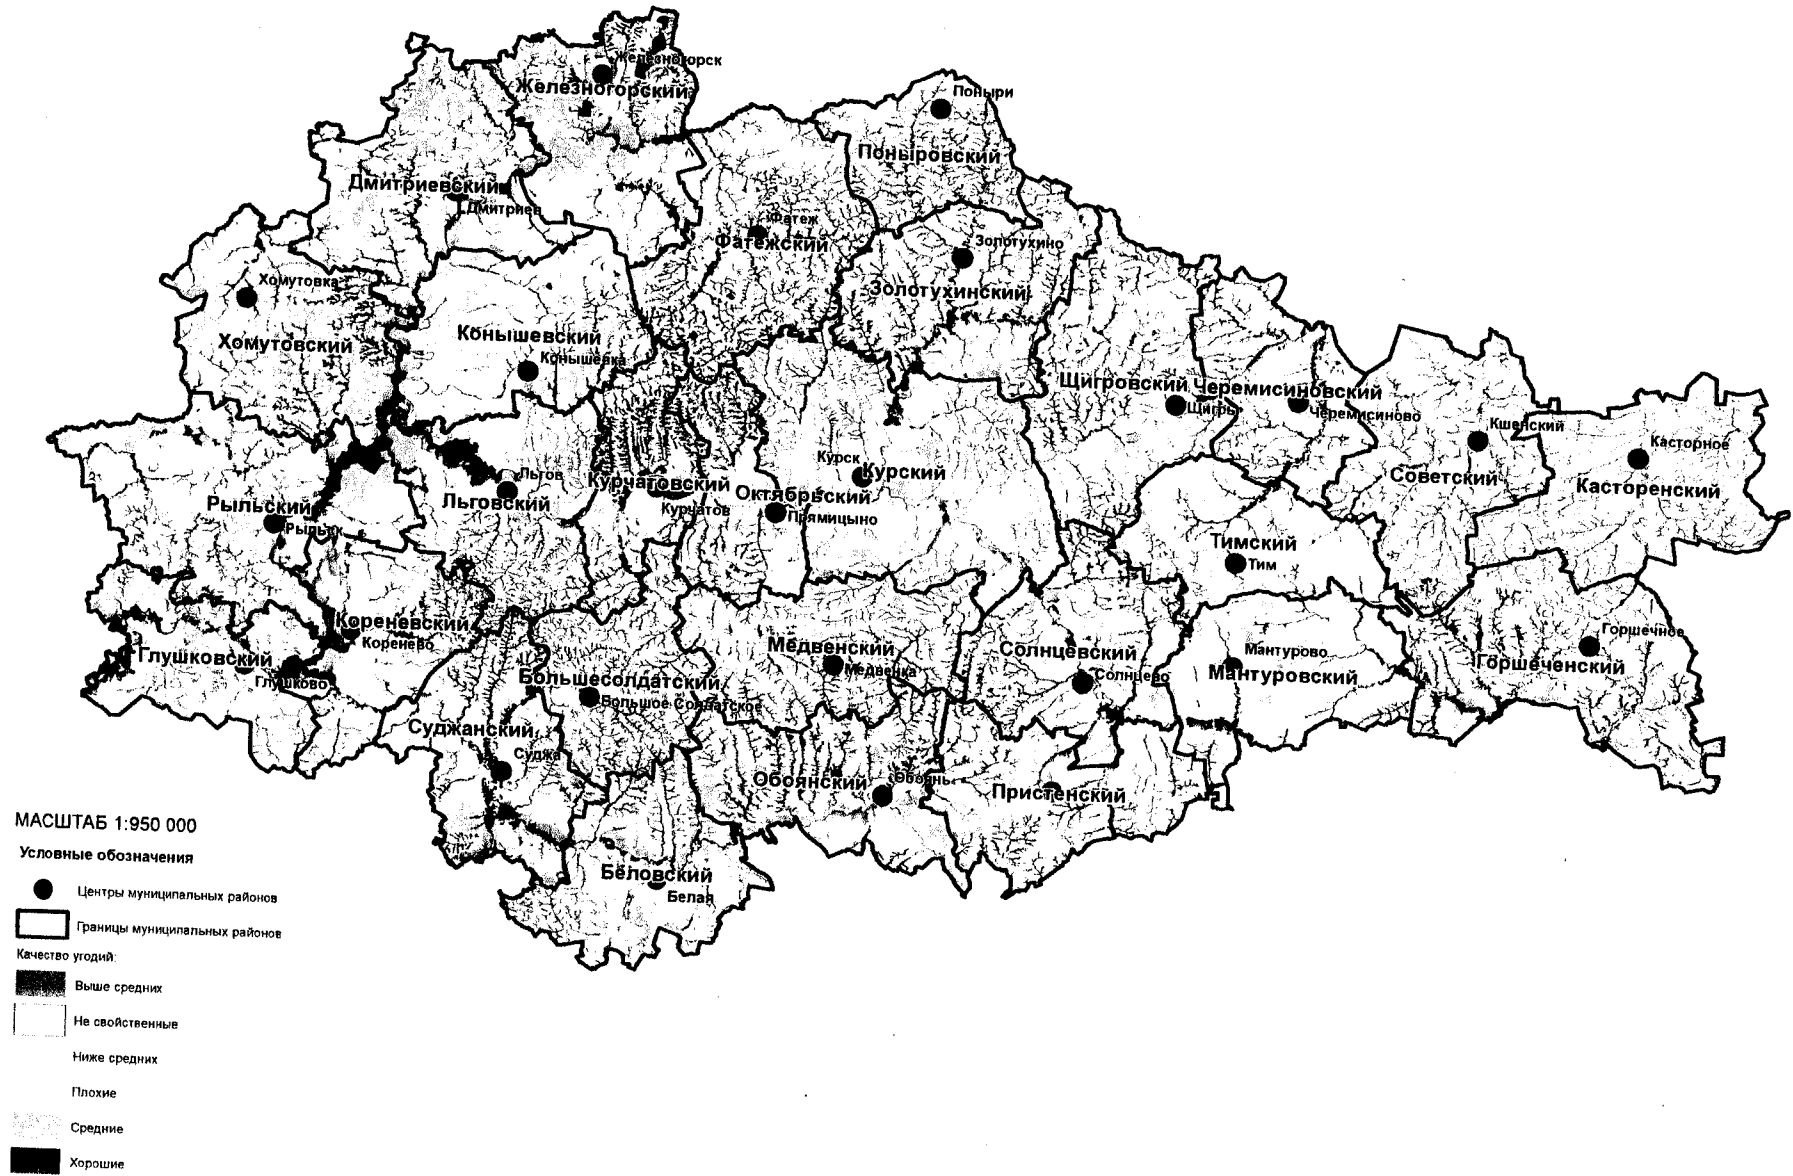 Железногорск
Железногорский
Поныри
Поныровский
Дмитриевский
Дмитриев
Фатеж
Фатежский
Золотухино
Золотухинский
Хомутовка
Хомутовский
Конышевский
Конышевка
Щигровский
Щигры
Черемисиновский
Черемисиново
Кшенский
Советский
Касторное
Касторенский
Курск
Курский
Льгов
Льговский
Курчатовский
Курчатов
Октябрьский
Прямицыно
Рыльский
Рыльск
Тимский
Тим
Кореневский
Коренево
Глушковский
Глушково
Медвенский
Медвенка
Солнцевский
Солнцево
Мантурово
Мантуровский
Горшечное
Горшеченский
Большесолдатский
Большое Солдатское
Суджанский
Суджа
Обоянский
Обоянь
Пристенский
Беловский
Белая
МАСШТАБ 1:950 000
Условные обозначения
Центры муниципальных районов
Границы муниципальных районов
Качество угодий:
Выше средних
Не свойственные
Ниже средних
Плохие
Средние
Хорошие